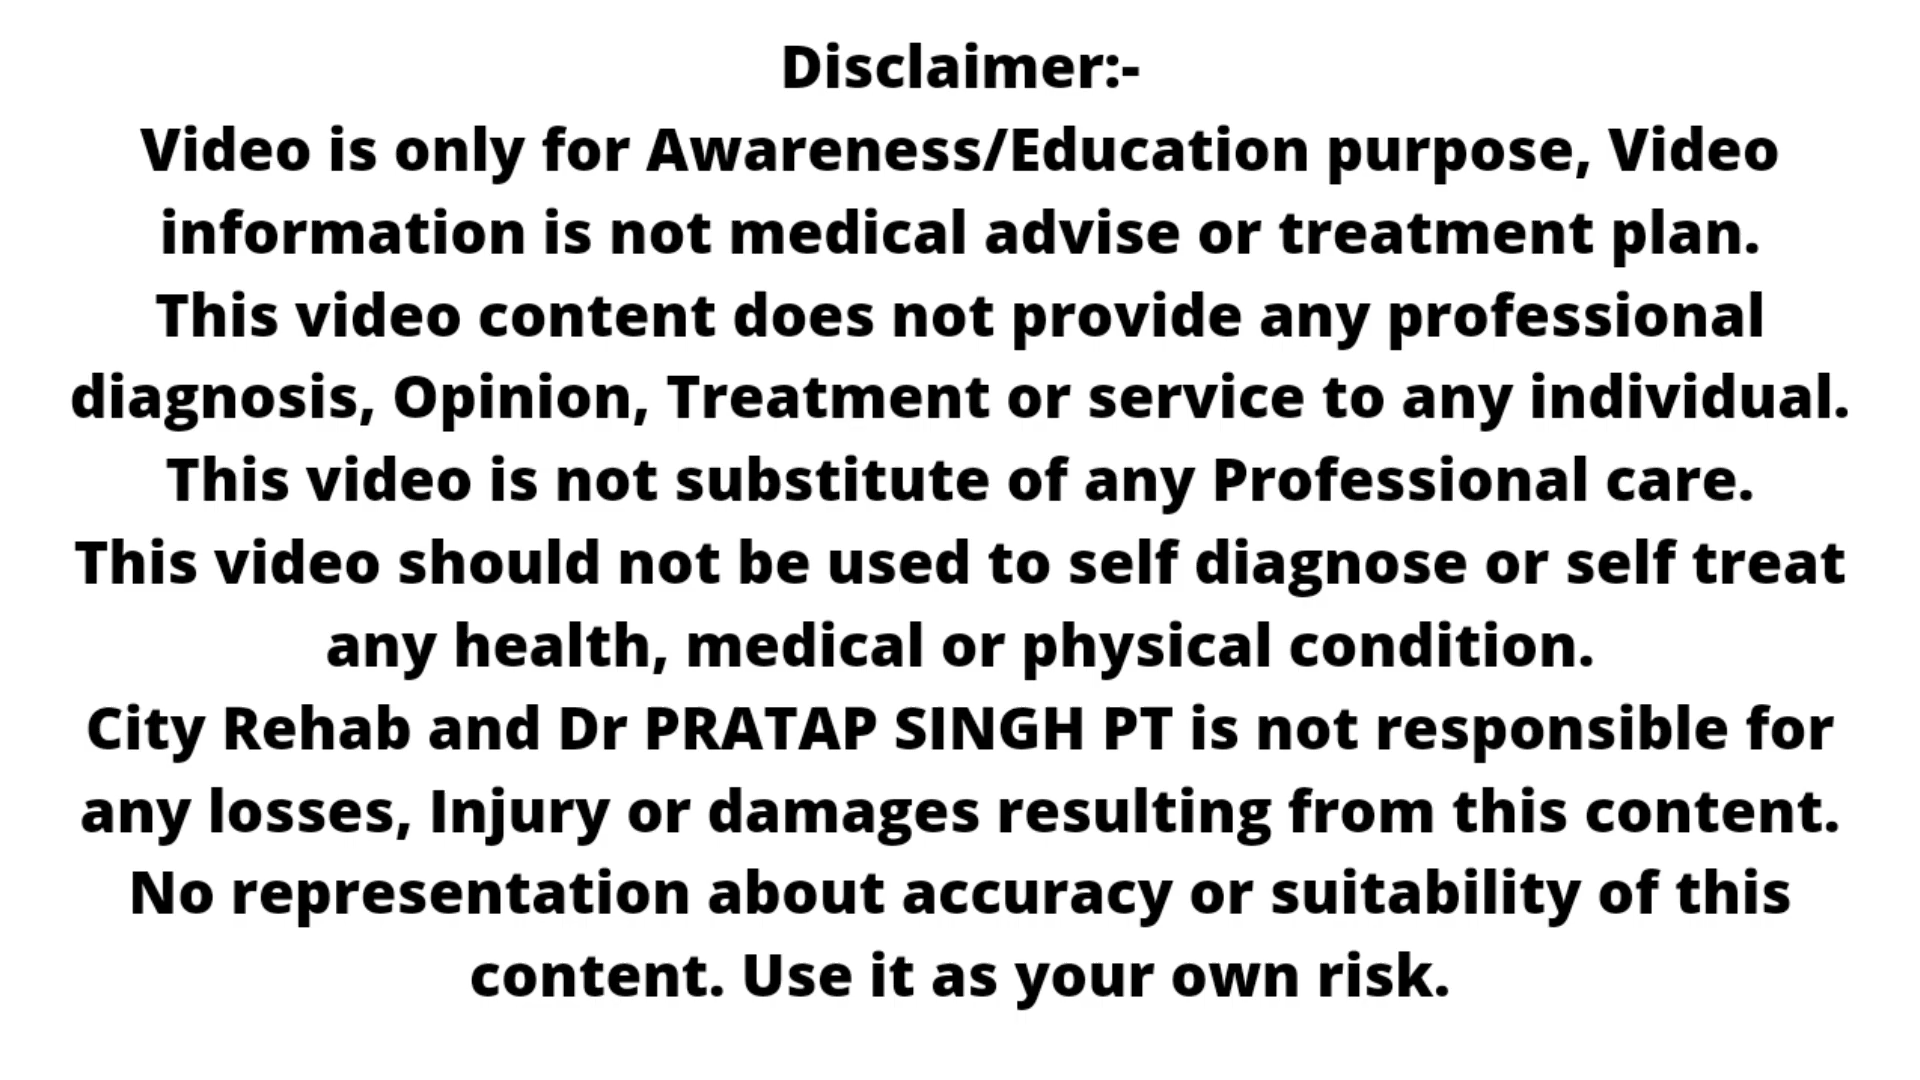 Disclaimer:-
Video is only for Awareness/Education purpose, Video
information is not medical advise or treatment plan.
This video content does not provide any professional
diagnosis, Opinion, Treatment or service to any individual.
This video is not substitute of any Professional care.
This video should not be used to self diagnose or self treat
any health, medical or physical condition.
City Rehab and Dr PRATAP SINGH PT is not responsible for
any losses, Injury or damages resulting from this content.
No representation about accuracy or suitability of this
content. Use it as your own risk.